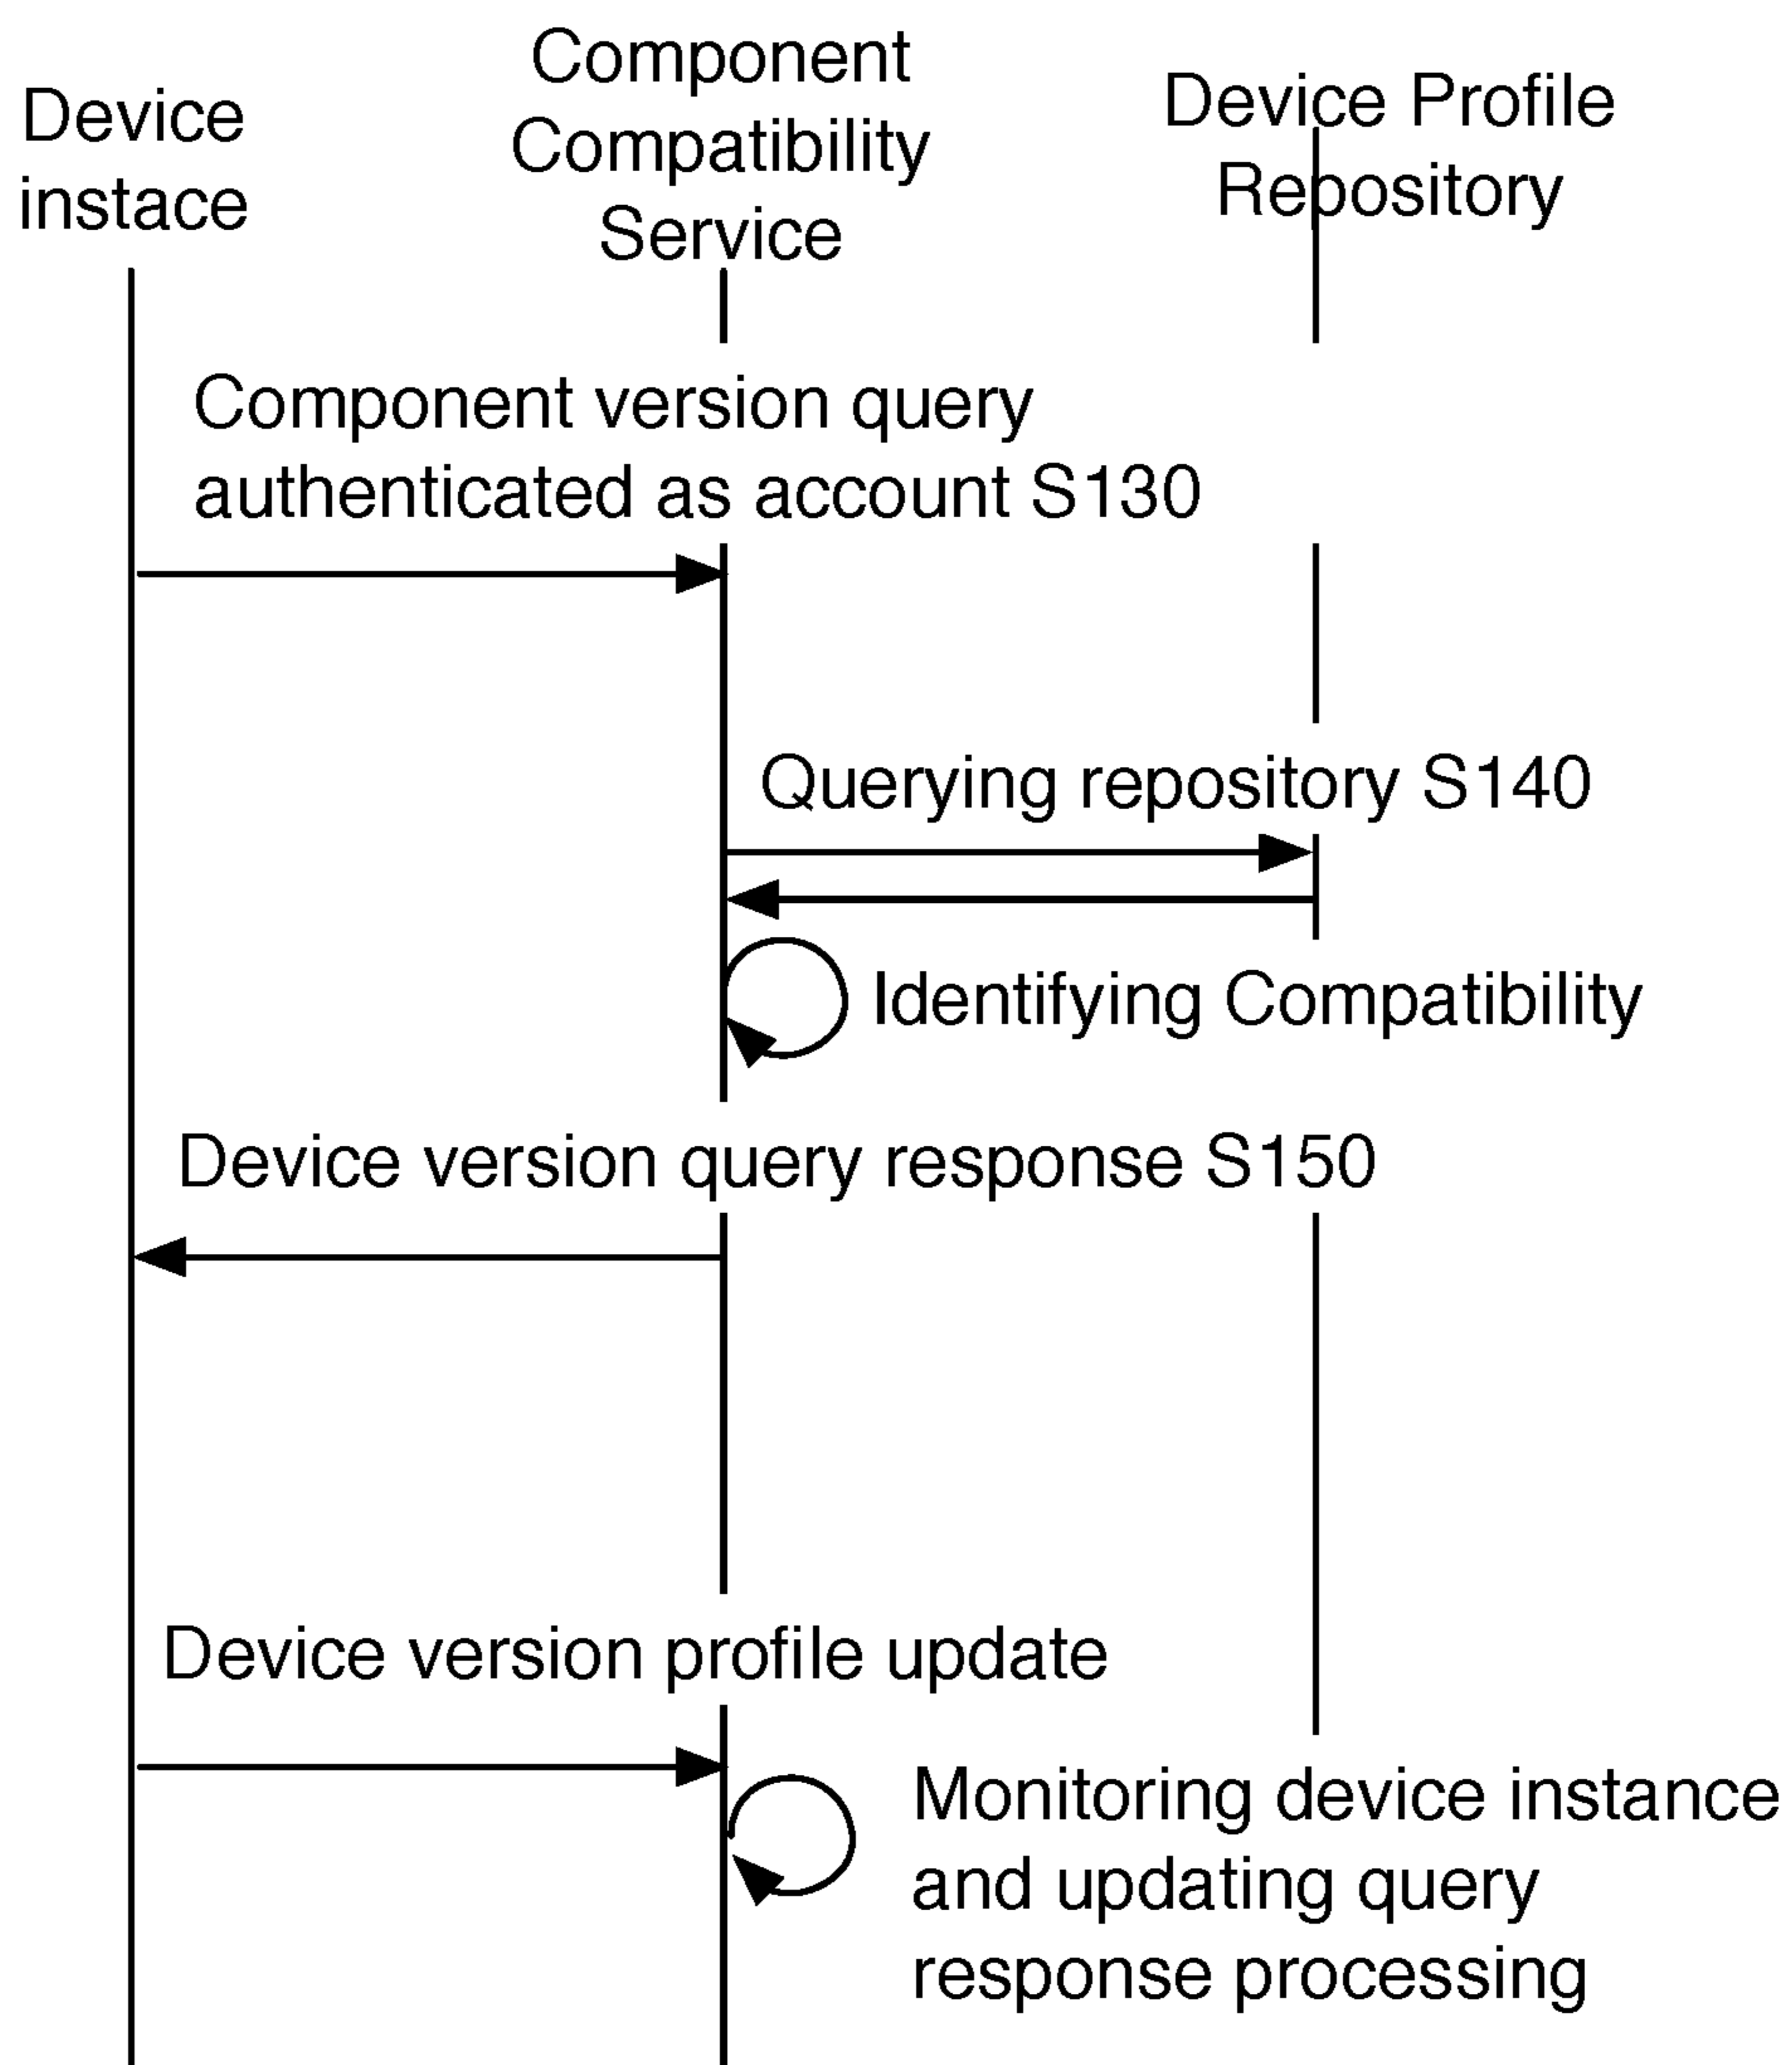 Device
instace
Component
Compatibility
Service
Device Profile
Repository
Component version query
authenticated as account S130
Querying repository S140
Identifying Compatibility
Device version query response S150
Device version profile update
Monitoring device instance
and updating query
response processing